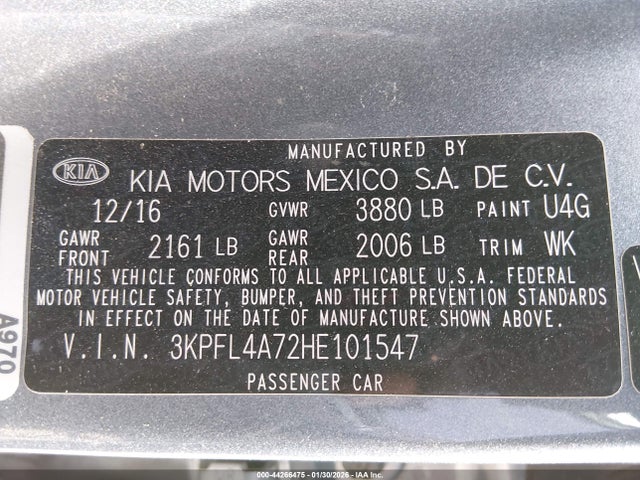 MANUFACTURED BY
KIA KIA MOTORS MEXICO S.A. DE C.V.
12/16 GVWR 3880 LB PAINT U4G
GAWR FRONT 2161 LB GAWR REAR 2006 LB TRIM WK
THIS VEHICLE CONFORMS TO ALL APPLICABLE U.S.A. FEDERAL
MOTOR VEHICLE SAFETY, BUMPER, AND THEFT PREVENTION STANDARDS
IN EFFECT ON THE DATE OF MANUFACTURE SHOWN ABOVE.
V.I.N. 3KPFL4A72HE101547
PASSENGER CAR
A970
000-44266475 - 01/30/2026 - IAA Corp.